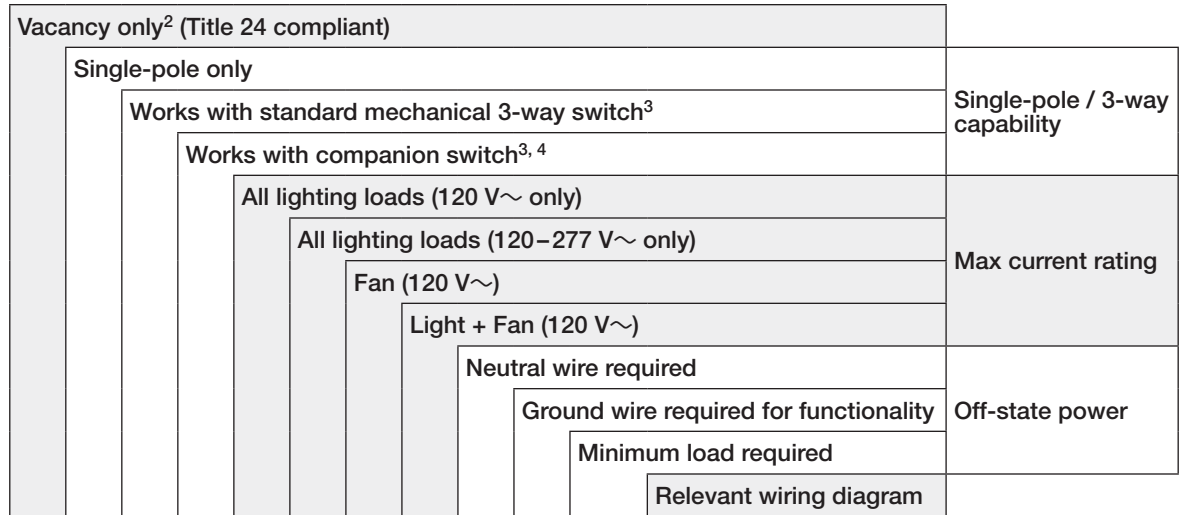 Vacancy only² (Title 24 compliant)
Single-pole only
Works with standard mechanical 3-way switch³
Works with companion switch³, ⁴
Single-pole / 3-way
capability
All lighting loads (120 V~ only)
All lighting loads (120–277 V~ only)
Fan (120 V~)
Light + Fan (120 V~)
Max current rating
Neutral wire required
Ground wire required for functionality
Minimum load required
Off-state power
Relevant wiring diagram